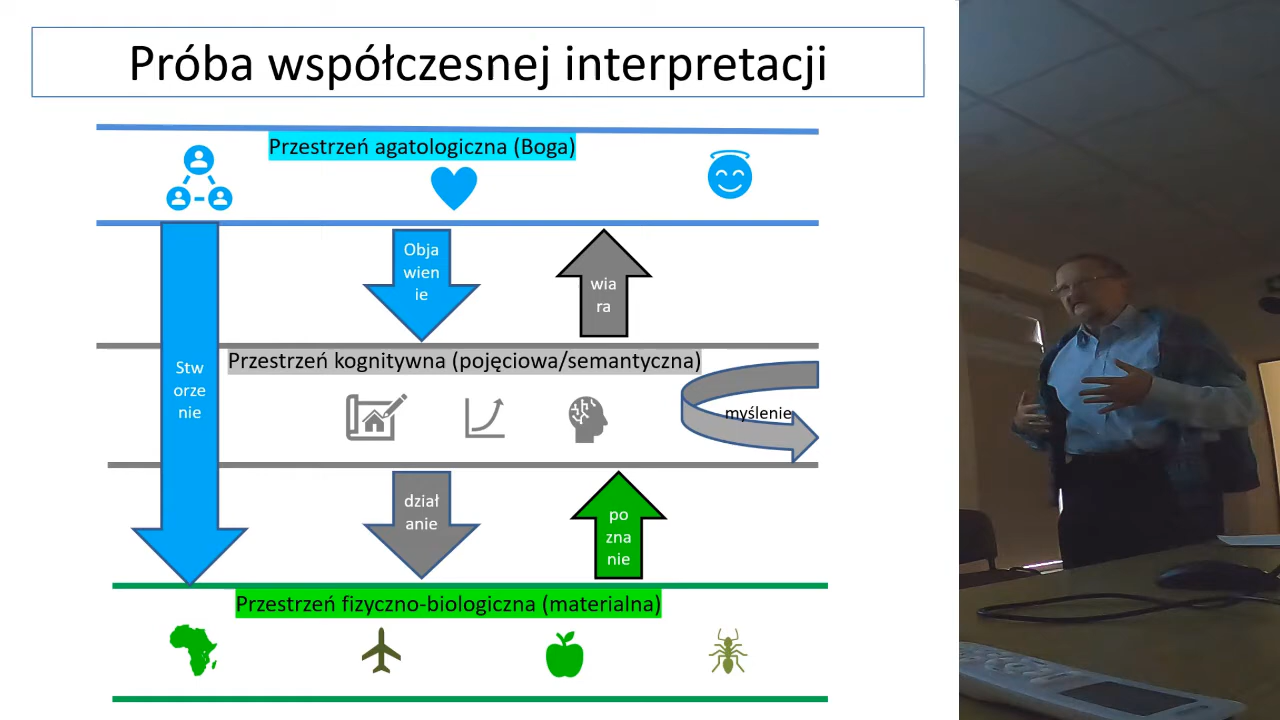 Próba współczesnej interpretacji
Przestrzeń agatologiczna (Boga)
Obja
wien
ie
wia
ra
Przestrzeń kognitywna (pojęciowa/semantyczna)
Stw
orze
nie
myślenie
dział
anie
po
zna
nie
Przestrzeń fizyczno-biologiczna (materialna)